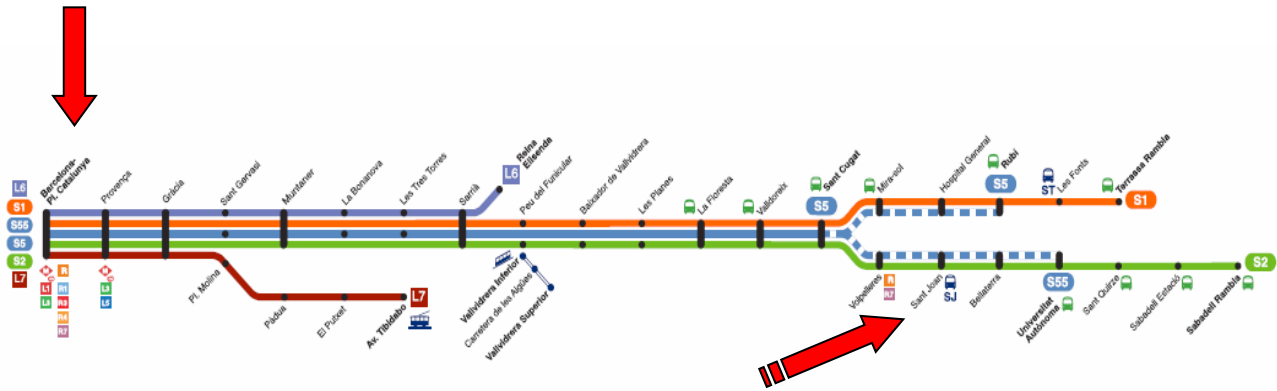 L6
S1
S55
S5
S2
L7
Barcelona-
Pl. Catalunya
Provença
Gràcia
Sant Gervasi
Muntaner
La Bonanova
Les Tres Torres
Sarrià
L6
Reina
Elisenda
Peu del Funicular
Baixador de Vallvidrera
Les Planes
La Floresta
Valldoreix
Sant Cugat
S5
Mira-sol
Hospital General
Rubí
S5
ST
Les Fonts
Terrassa Rambla
S1
L1
L3
R
R1
R3
R4
R7
L3
L5
Pl. Molina
Pàdua
El Putxet
Av. Tibidabo
L7
Vallvidrera Inferior
Carretera de les Aigües
Vallvidrera Superior
Volpelleres
R
R7
Sant Joan
SJ
Bellaterra
Universitat
Autònoma
S55
Sant Quirze
Sabadell Estació
Sabadell Rambla
S2